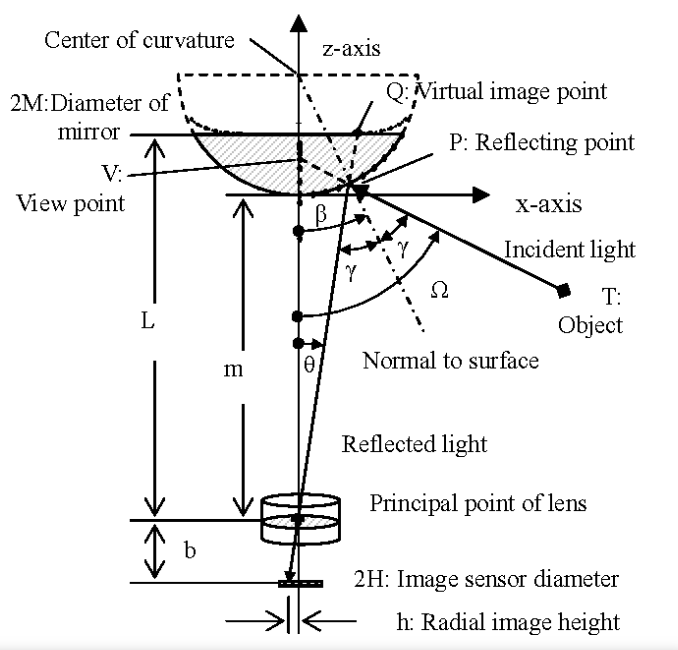 Center of curvature
z-axis
2M:Diameter of
mirror
Q: Virtual image point
P: Reflecting point
V:
View point
x-axis
β
γ
γ
Incident light
Ω
T:
Object
L
m
θ
Normal to surface
Reflected light
Principal point of lens
b
2H: Image sensor diameter
h: Radial image height